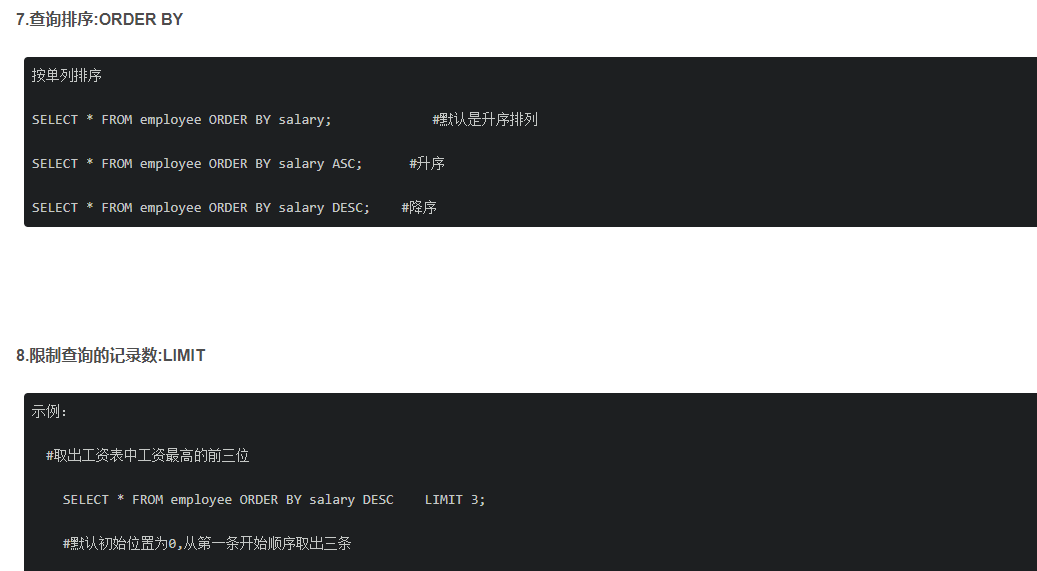 7.查询排序:ORDER BY
按单列排序
SELECT * FROM employee ORDER BY salary; #默认是升序排列
SELECT * FROM employee ORDER BY salary ASC; #升序
SELECT * FROM employee ORDER BY salary DESC; #降序
8.限制查询的记录数:LIMIT
示例：
#取出工资表中工资最高的前三位
SELECT * FROM employee ORDER BY salary DESC LIMIT 3;
#默认初始位置为0,从第一条开始顺序取出三条